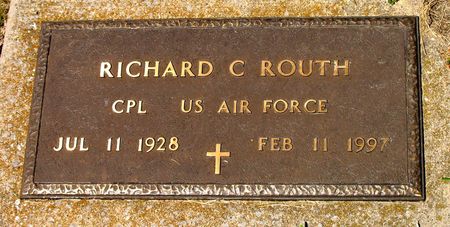 RICHARD C ROUTH
CPL US AIR FORCE
JUL 11 1928 FEB 11 1997